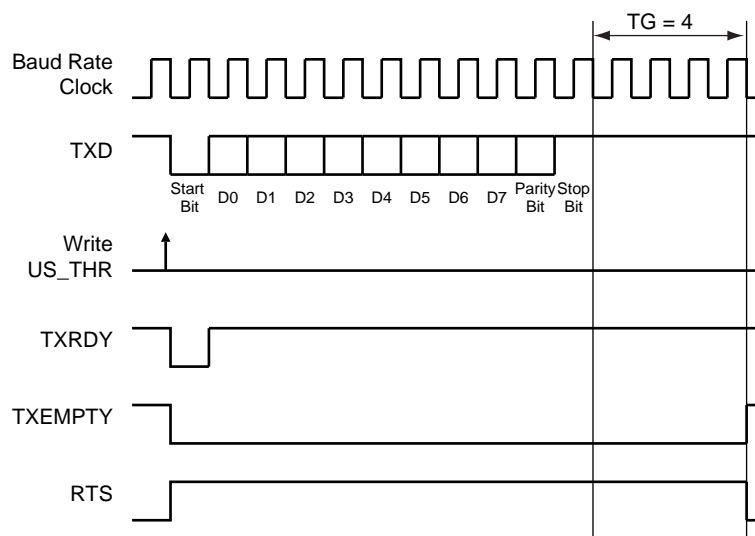 TG = 4
Baud Rate
Clock
TXD
Start
Bit
D0 D1 D2 D3 D4 D5 D6 D7
Parity
Bit
Stop
Bit
Write
US_THR
TXRDY
TXEMPTY
RTS